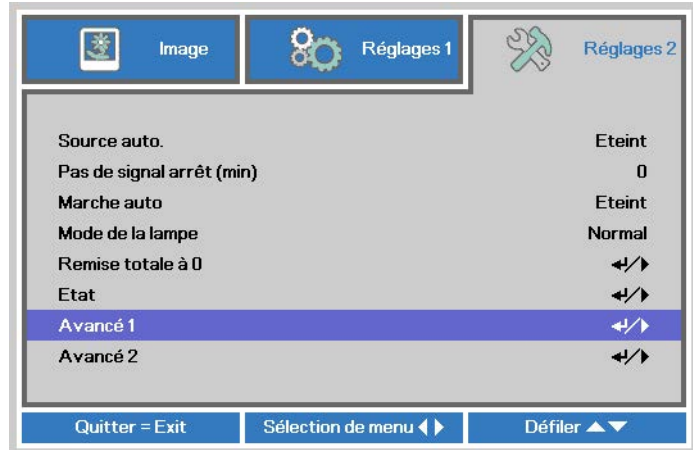 Image
Réglages 1
Réglages 2
Source auto. Eteint
Pas de signal arrêt (min) 0
Marche auto Eteint
Mode de la lampe Normal
Remise totale à 0
Etat
Avancé 1
Avancé 2
Quitter = Exit
Sélection de menu
Défiler